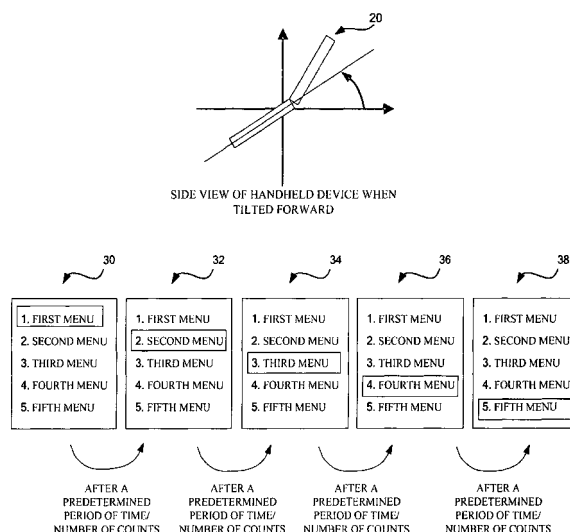 20
SIDE VIEW OF HANDHELD DEVICE WHEN
TILTED FORWARD
30
32
34
36
38
1. FIRST MENU
2. SECOND MENU
3. THIRD MENU
4. FOURTH MENU
5. FIFTH MENU
1. FIRST MENU
2. SECOND MENU
3. THIRD MENU
4. FOURTH MENU
5. FIFTH MENU
1. FIRST MENU
2. SECOND MENU
3. THIRD MENU
4. FOURTH MENU
5. FIFTH MENU
1. FIRST MENU
2. SECOND MENU
3. THIRD MENU
4. FOURTH MENU
5. FIFTH MENU
1. FIRST MENU
2. SECOND MENU
3. THIRD MENU
4. FOURTH MENU
5. FIFTH MENU
AFTER A
PREDETERMINED
PERIOD OF TIME/
NUMBER OF COUNTS
AFTER A
PREDETERMINED
PERIOD OF TIME/
NUMBER OF COUNTS
AFTER A
PREDETERMINED
PERIOD OF TIME/
NUMBER OF COUNTS
AFTER A
PREDETERMINED
PERIOD OF TIME/
NUMBER OF COUNTS